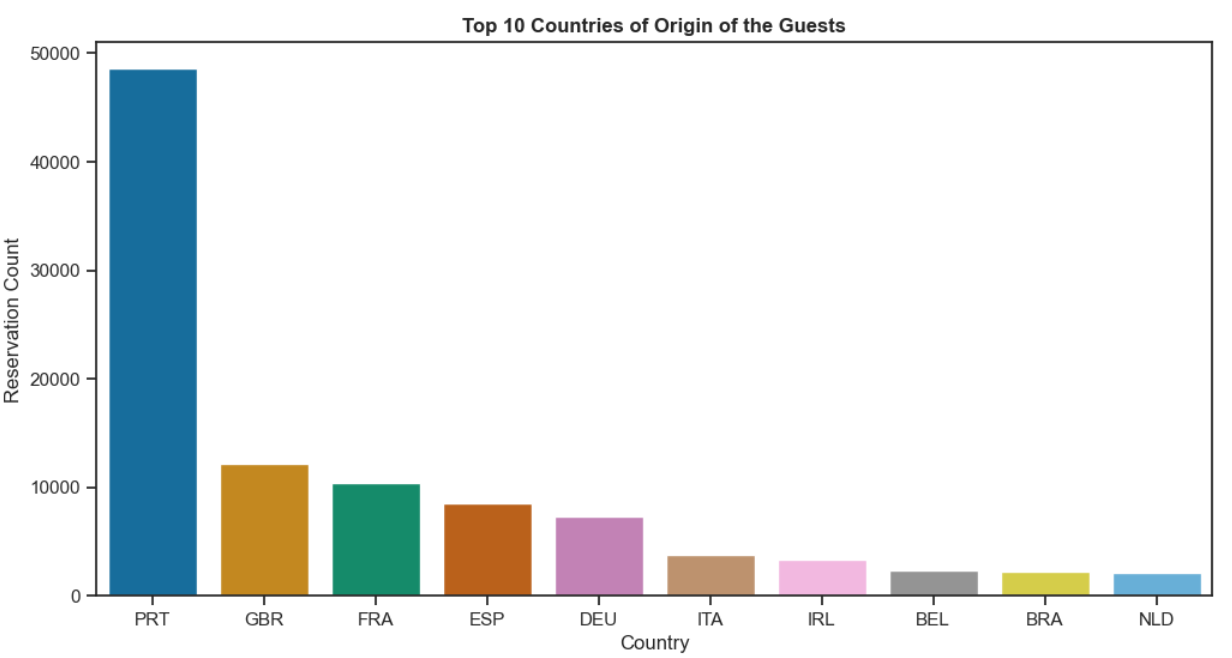 Top 10 Countries of Origin of the Guests
50000
40000
30000
20000
10000
0
Reservation Count
PRT GBR FRA ESP DEU ITA IRL BEL BRA NLD
Country